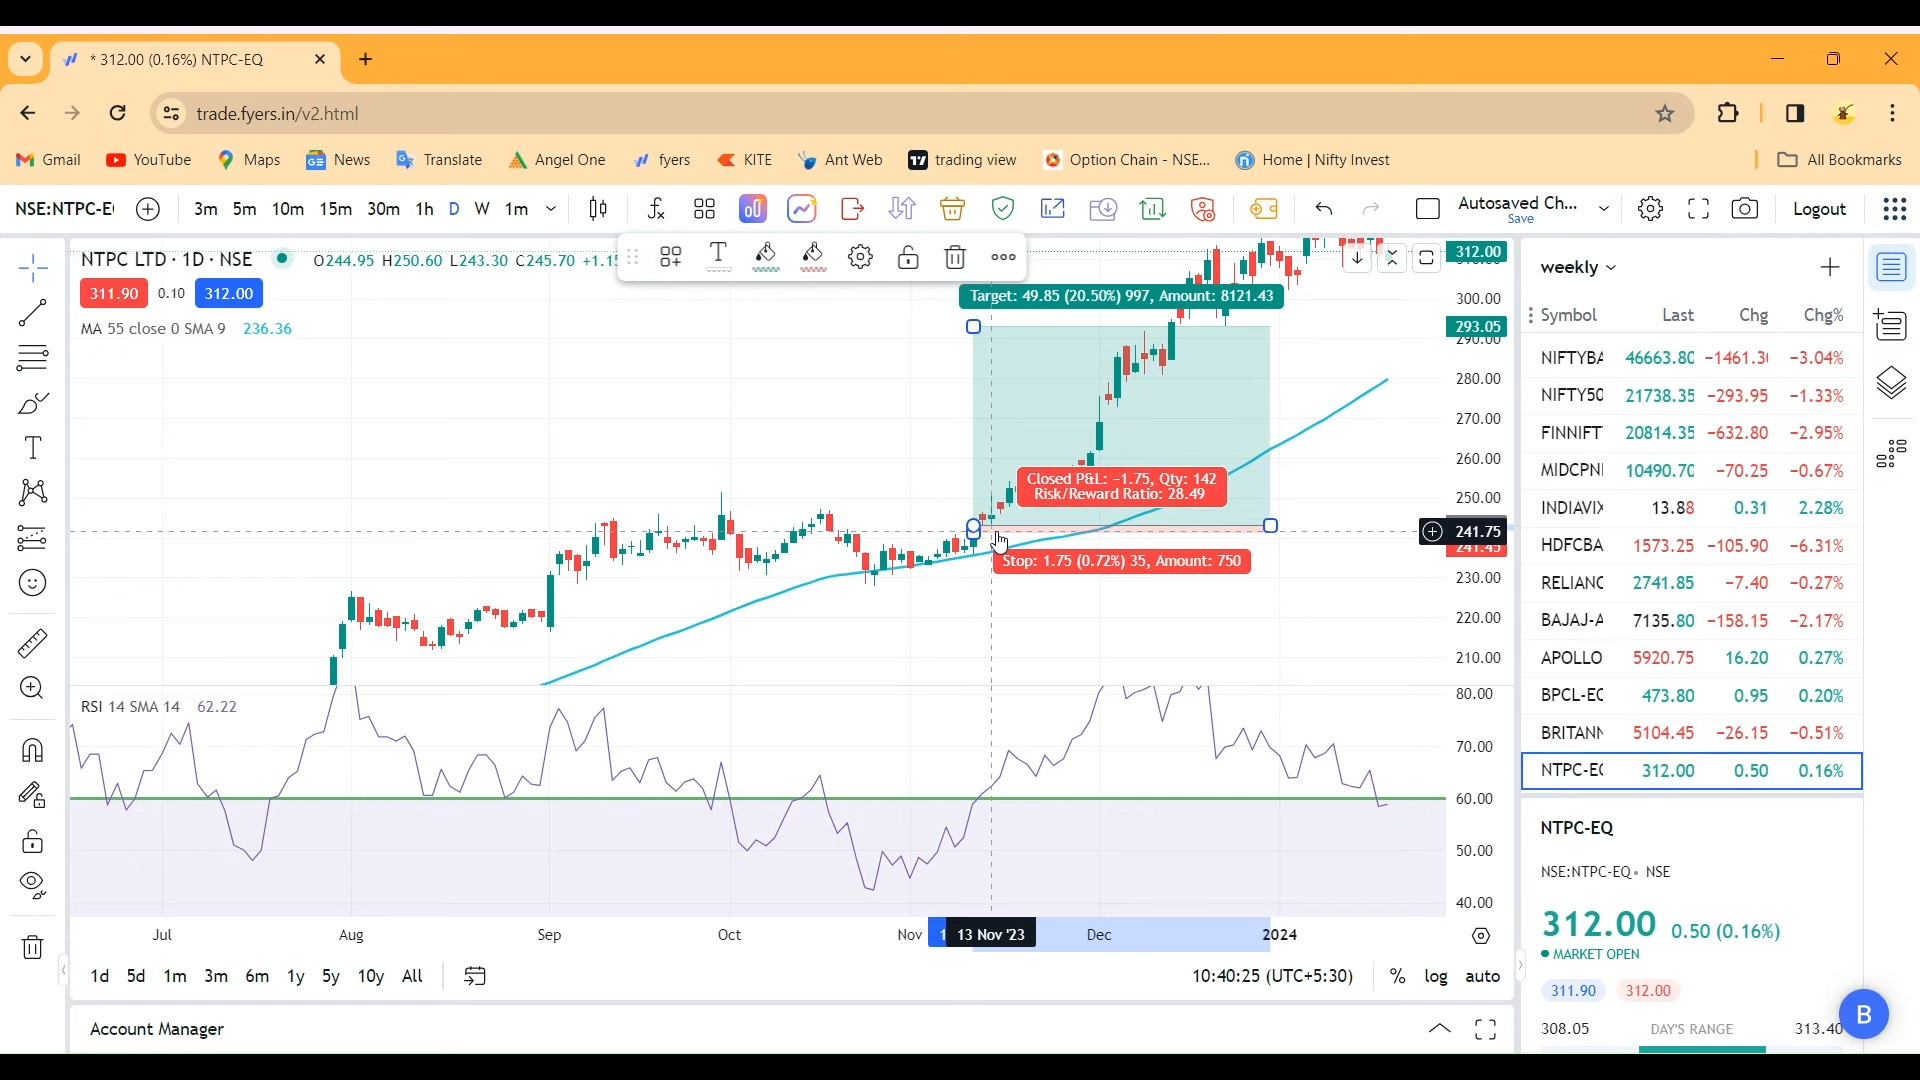 * 312.00 (0.16%) NTPC-EQ
trade.fyers.in/v2.html
Gmail YouTube Maps News Translate Angel One fyers KITE Ant Web trading view Option Chain - NSE... Home | Nifty Invest All Bookmarks
NSE:NTPC-E 3m 5m 10m 15m 30m 1h D W 1m Autosaved Ch... Logout
Save
NTPC LTD · 1D · NSE O244.95 H250.60 L243.30 C245.70
311.90 0.10 312.00
MA 55 close 0 SMA 9 236.36
Target: 49.85 (20.50%) 997, Amount: 8121.43
Closed P&L: -1.75, Qty: 142
Risk/Reward Ratio: 28.49
Stop: 1.75 (0.72%) 35, Amount: 750
312.00
300.00
293.05
290.00
280.00
270.00
260.00
250.00
241.75
241.45
230.00
220.00
210.00
RSI 14 SMA 14 62.22
80.00
70.00
60.00
50.00
40.00
Jul Aug Sep Oct Nov 13 Nov '23 Dec 2024
1d 5d 1m 3m 6m 1y 5y 10y All 10:40:25 (UTC+5:30) % log auto
Account Manager
weekly
Symbol Last Chg Chg%
NIFTYBA 46663.80 -1461.3 -3.04%
NIFTY50 21738.35 -293.95 -1.33%
FINNIFT 20814.35 -632.80 -2.95%
MIDCPNI 10490.70 -70.25 -0.67%
INDIAVIX 13.88 0.31 2.28%
HDFCBA 1573.25 -105.90 -6.31%
RELIANC 2741.85 -7.40 -0.27%
BAJAJ-A 7135.80 -158.15 -2.17%
APOLLO 5920.75 16.20 0.27%
BPCL-EC 473.80 0.95 0.20%
BRITANN 5104.45 -26.15 -0.51%
NTPC-EC 312.00 0.50 0.16%
NTPC-EQ
NSE:NTPC-EQ • NSE
312.00 0.50 (0.16%)
MARKET OPEN
311.90 312.00
308.05 DAY'S RANGE 313.40
B